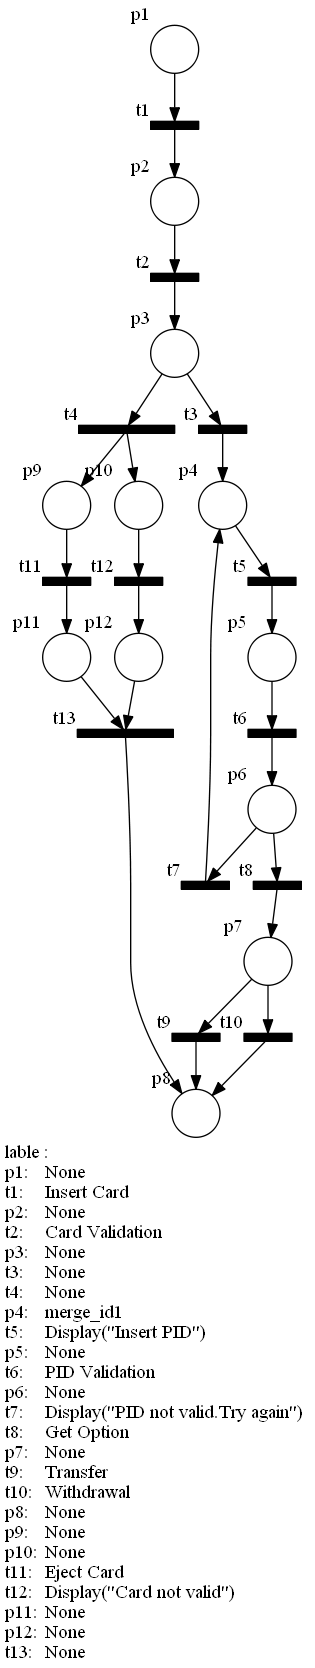 p1
t1
p2
t2
p3
t4
t3
p9
p10
p4
t11
t12
t5
p11
p12
p5
t13
t6
p6
t7
t8
p7
t9
t10
p8
lable :
p1: None
t1: Insert Card
p2: None
t2: Card Validation
p3: None
t3: None
t4: None
p4: merge_id1
t5: Display("Insert PID")
p5: None
t6: PID Validation
p6: None
t7: Display("PID not valid.Try again")
t8: Get Option
p7: None
t9: Transfer
t10: Withdrawal
p8: None
p9: None
p10: None
t11: Eject Card
t12: Display("Card not valid")
p11: None
p12: None
t13: None